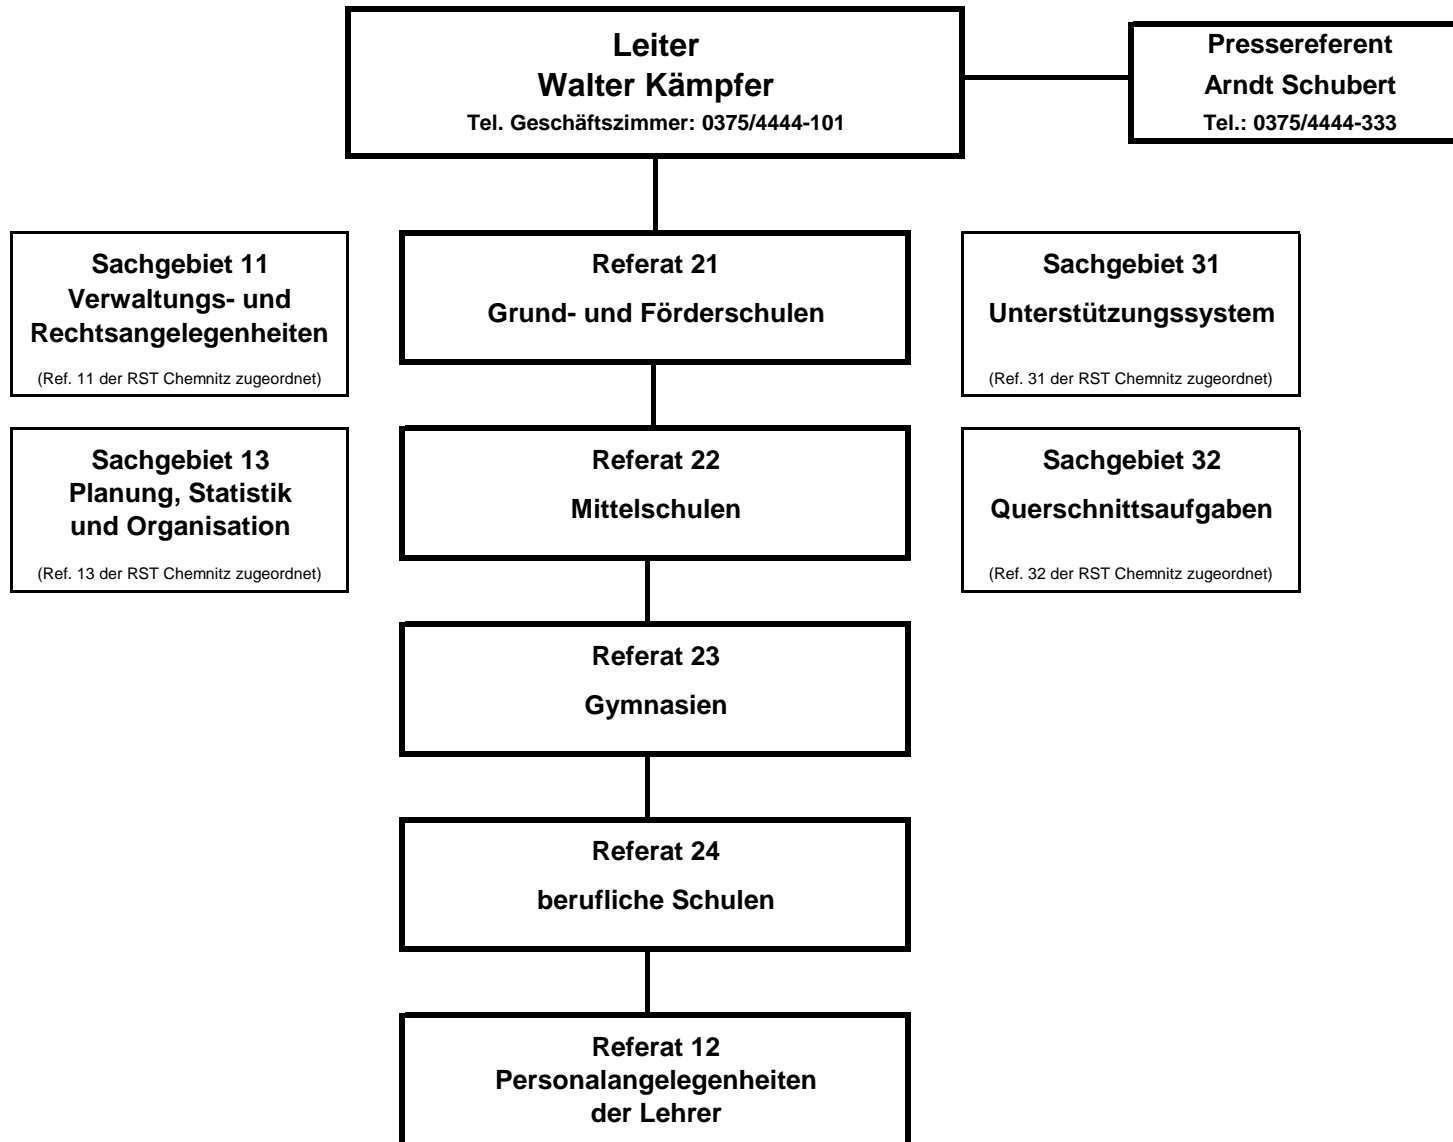 Leiter
Walter Kämpfer
Tel. Geschäftszimmer: 0375/4444-101
Pressereferent
Arndt Schubert
Tel.: 0375/4444-333
Sachgebiet 11
Verwaltungs- und
Rechtsangelegenheiten
(Ref. 11 der RST Chemnitz zugeordnet)
Referat 21
Grund- und Förderschulen
Sachgebiet 31
Unterstützungssystem
(Ref. 31 der RST Chemnitz zugeordnet)
Sachgebiet 13
Planung, Statistik
und Organisation
(Ref. 13 der RST Chemnitz zugeordnet)
Referat 22
Mittelschulen
Sachgebiet 32
Querschnittsaufgaben
(Ref. 32 der RST Chemnitz zugeordnet)
Referat 23
Gymnasien
Referat 24
berufliche Schulen
Referat 12
Personalangelegenheiten
der Lehrer